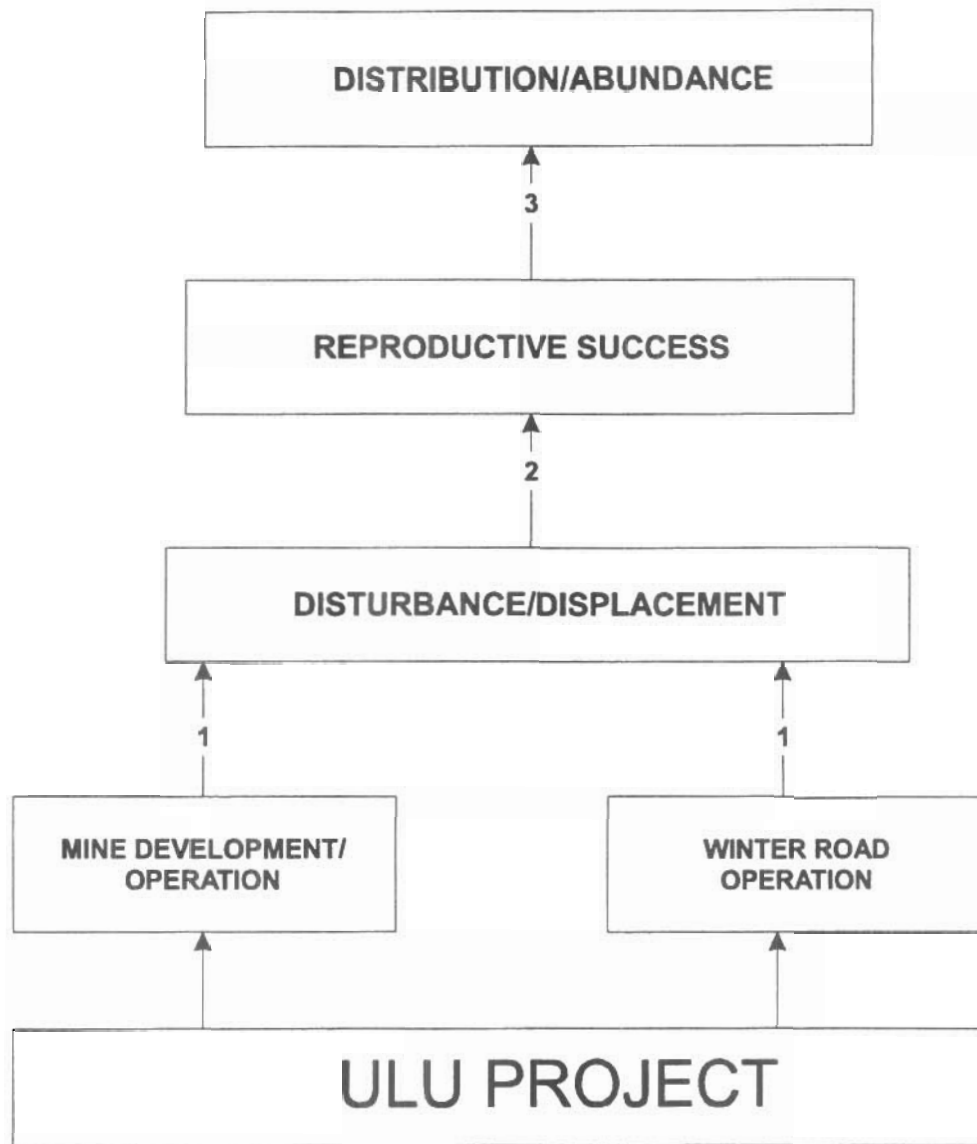 DISTRIBUTION/ABUNDANCE
3
REPRODUCTIVE SUCCESS
2
DISTURBANCE/DISPLACEMENT
1
1
MINE DEVELOPMENT/
OPERATION
WINTER ROAD
OPERATION
ULU PROJECT